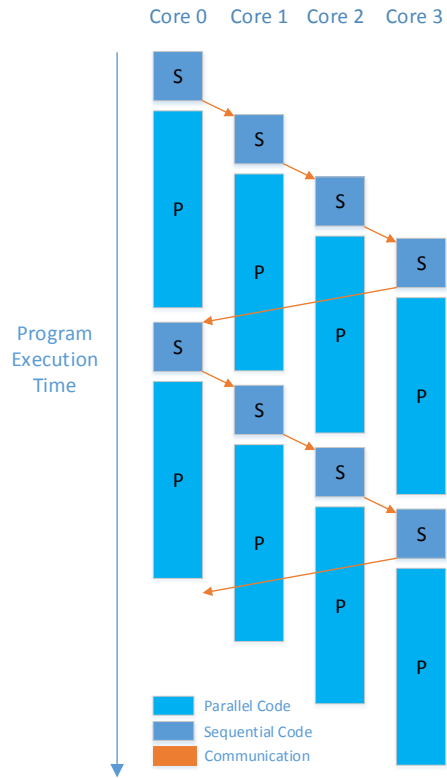 Core 0 Core 1 Core 2 Core 3
S
S
P
S
P
S
P
Program
Execution
Time
S
P
S
P
S
P
S
P
P
Parallel Code
Sequential Code
Communication